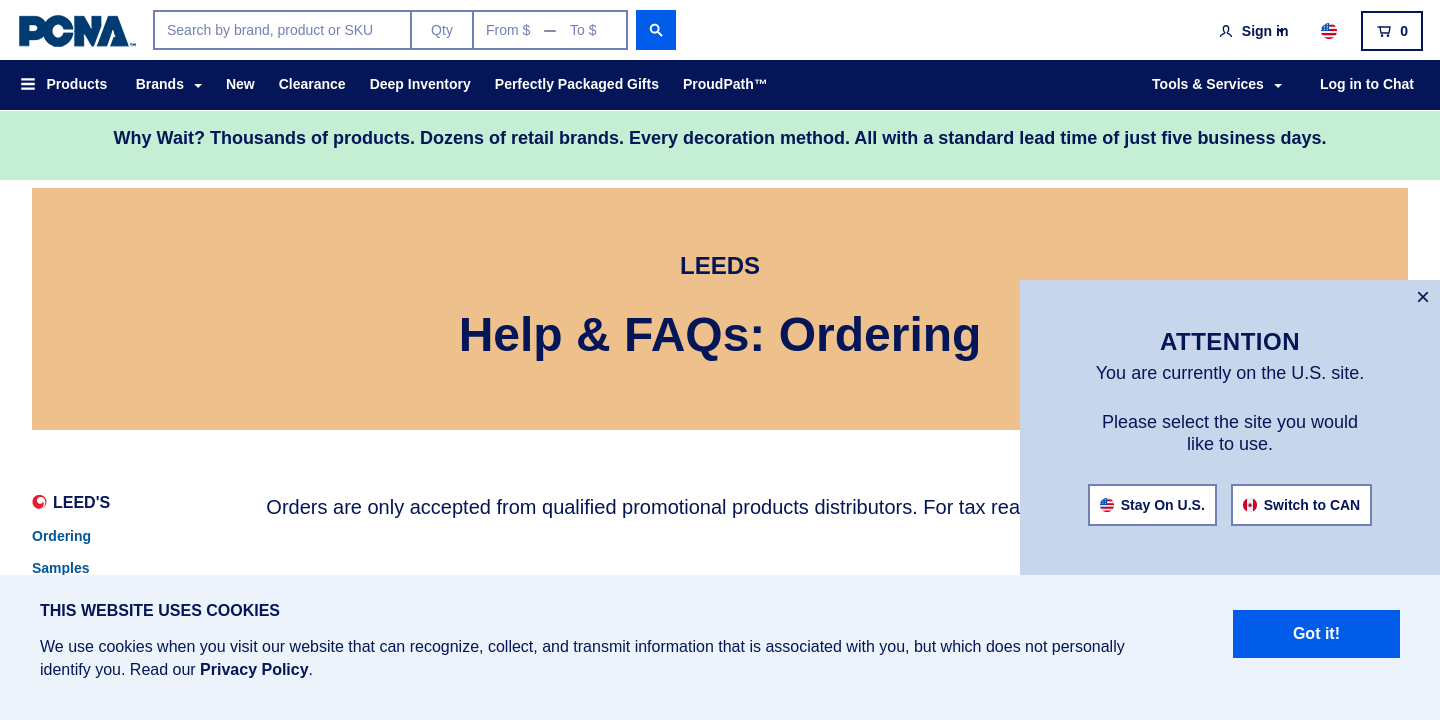 PCNA™
Search by brand, product or SKU
Qty
From $ — To $
Sign in
0
Products
Brands
New
Clearance
Deep Inventory
Perfectly Packaged Gifts
ProudPath™
Tools & Services
Log in to Chat
Why Wait? Thousands of products. Dozens of retail brands. Every decoration method. All with a standard lead time of just five business days.
LEEDS
Help & FAQs: Ordering
ATTENTION
You are currently on the U.S. site.
Please select the site you would
like to use.
Stay On U.S.
Switch to CAN
LEED'S
Ordering
Samples
Orders are only accepted from qualified promotional products distributors. For tax rea
THIS WEBSITE USES COOKIES
We use cookies when you visit our website that can recognize, collect, and transmit information that is associated with you, but which does not personally
identify you. Read our Privacy Policy.
Got it!